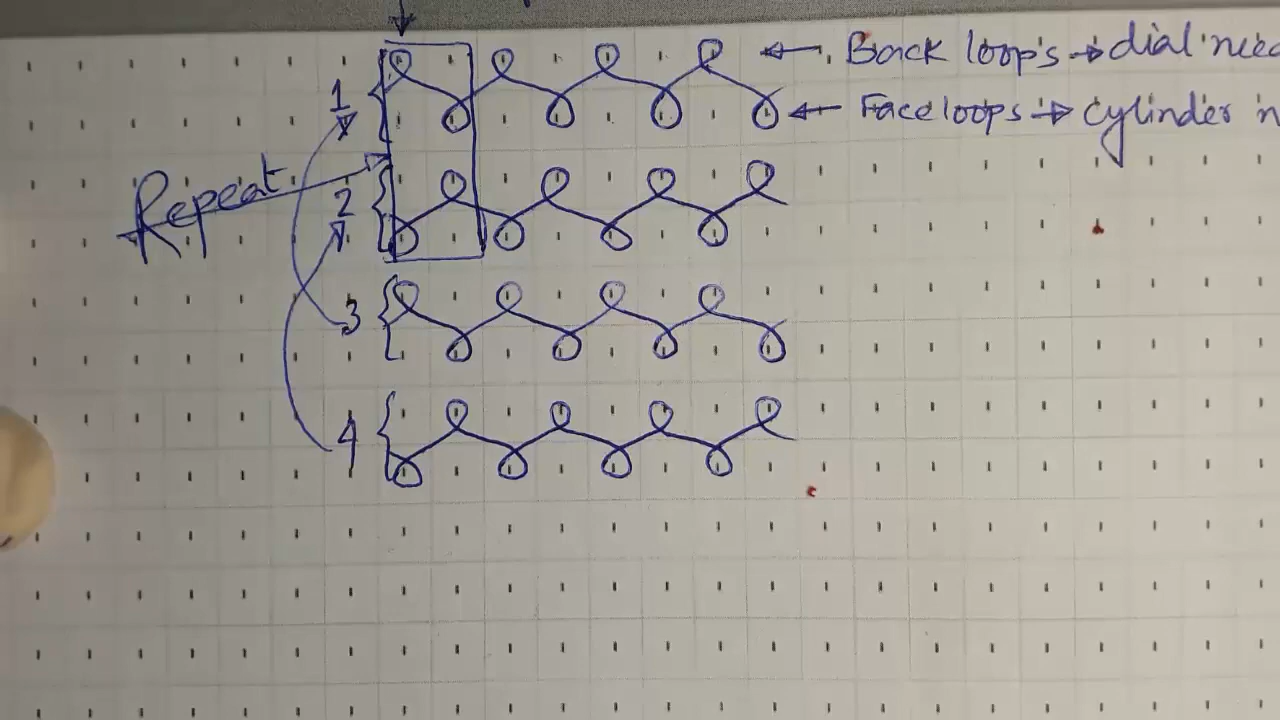 1 Back loop's → dial
Face loops → cylinder
Repeat.
2
3
4